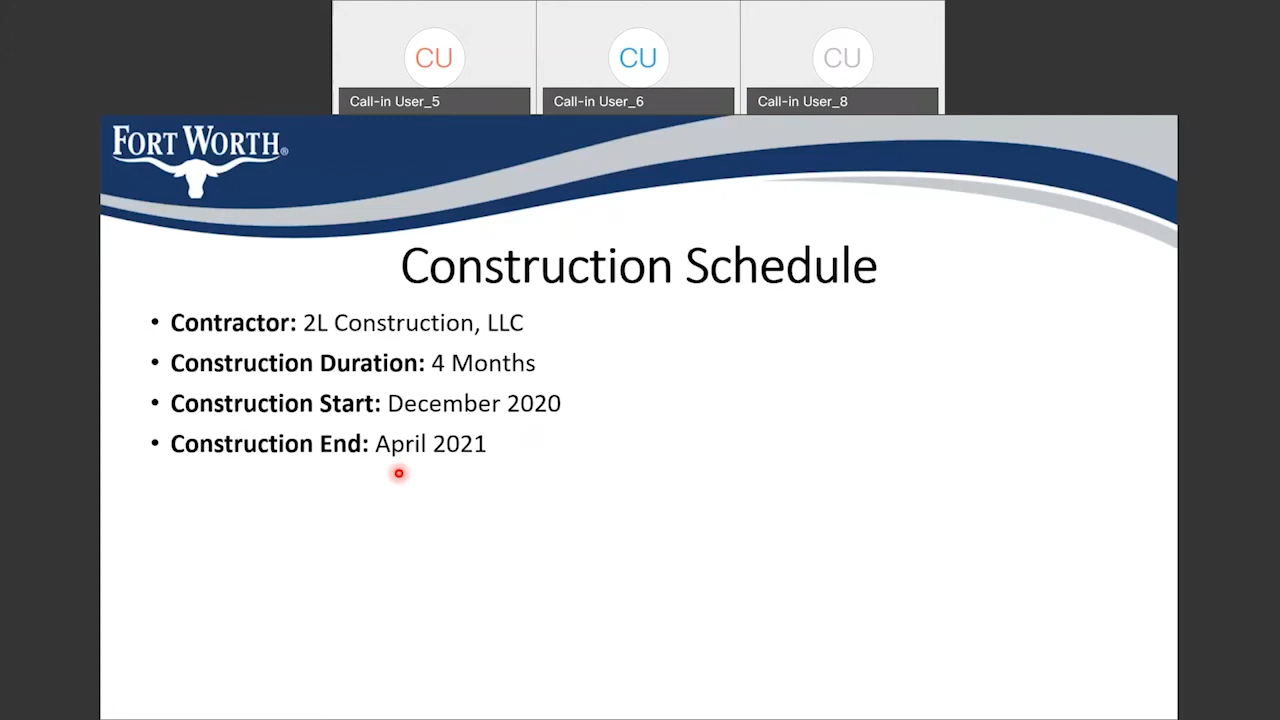 CU
CU
CU
Call-in User_5
Call-in User_6
Call-in User_8
FORT WORTH®
Construction Schedule
• Contractor: 2L Construction, LLC
• Construction Duration: 4 Months
• Construction Start: December 2020
• Construction End: April 2021